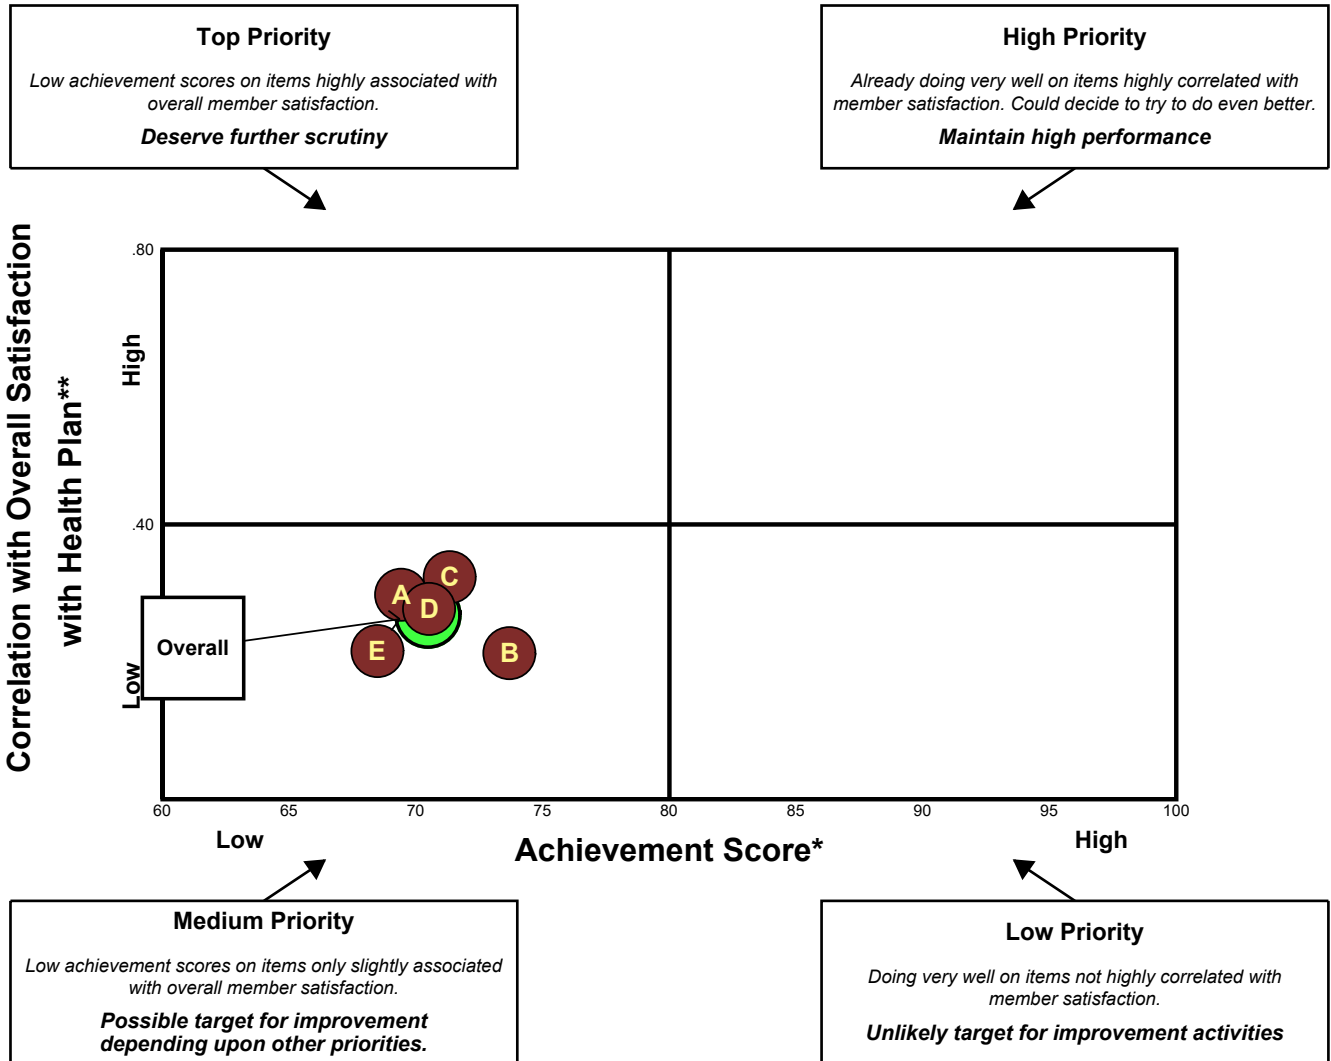 Top Priority
Low achievement scores on items highly associated with
overall member satisfaction.
Deserve further scrutiny
High Priority
Already doing very well on items highly correlated with
member satisfaction. Could decide to try to do even better.
Maintain high performance
Correlation with Overall Satisfaction
with Health Plan**
.80
High
.40
Low
Overall
A
C
D
E
B
60
65
70
75
80
85
90
95
100
Low
Achievement Score*
High
Medium Priority
Low achievement scores on items only slightly associated
with overall member satisfaction.
Possible target for improvement
depending upon other priorities.
Low Priority
Doing very well on items not highly correlated with
member satisfaction.
Unlikely target for improvement activities